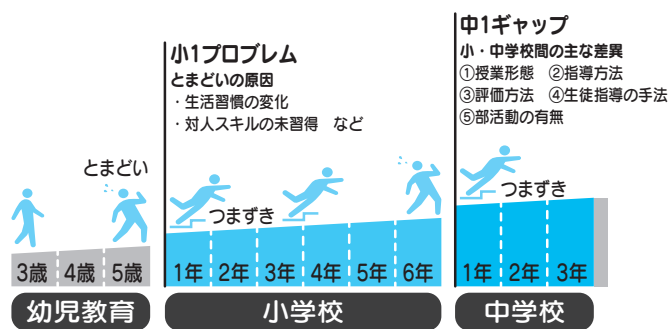 小1プロブレム
とまどいの原因
・生活習慣の変化
・対人スキルの未習得　など
中1ギャップ
小・中学校間の主な差異
①授業形態　②指導方法
③評価方法　④生徒指導の手法
⑤部活動の有無
とまどい
つまずき
つまずき
3歳 4歳 5歳
1年 2年 3年 4年 5年 6年
1年 2年 3年
幼児教育
小学校
中学校